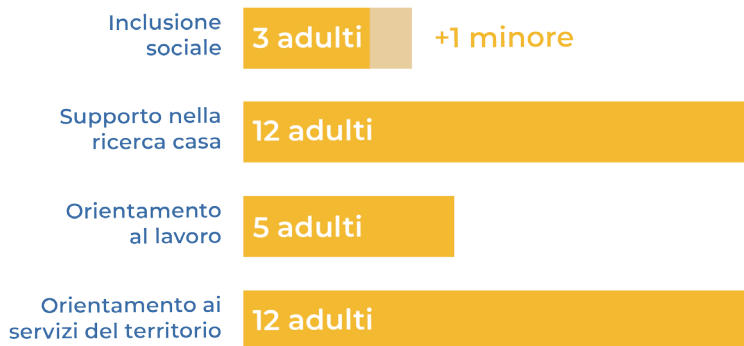 Inclusione
sociale
3 adulti
+1 minore
Supporto nella
ricerca casa
12 adulti
Orientamento
al lavoro
5 adulti
Orientamento ai
servizi del territorio
12 adulti